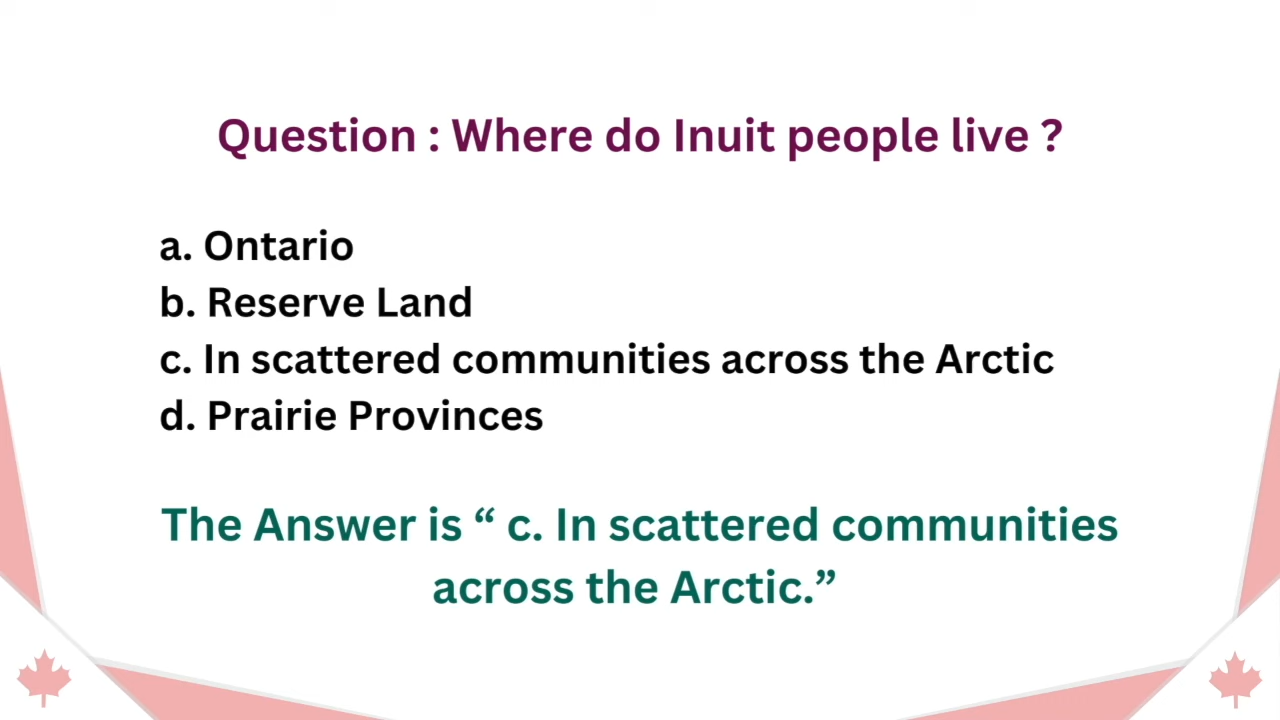 Question : Where do Inuit people live ?
a. Ontario
b. Reserve Land
c. In scattered communities across the Arctic
d. Prairie Provinces
The Answer is “ c. In scattered communities
across the Arctic.”